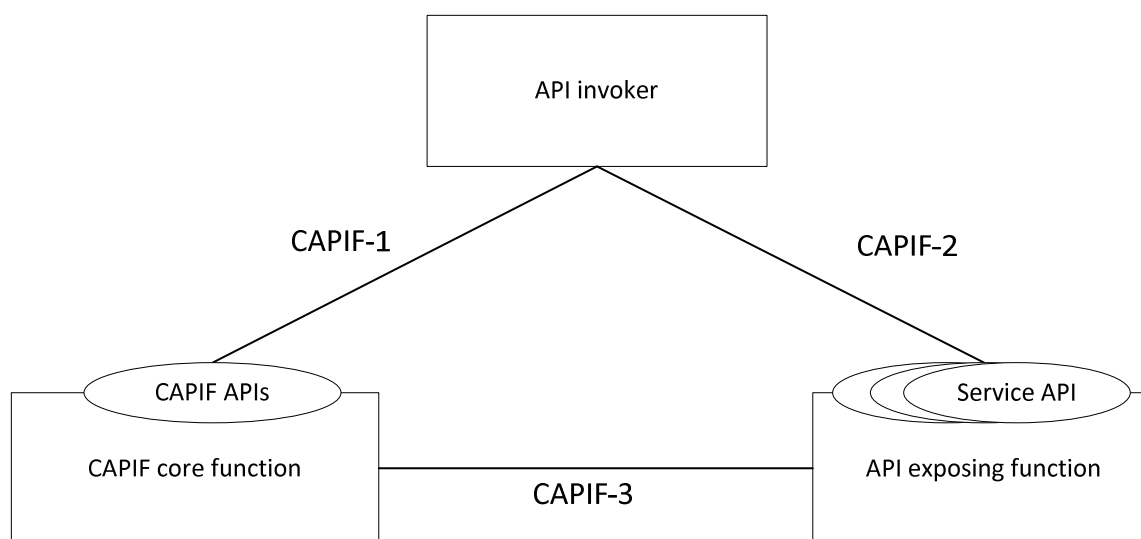 API invoker
CAPIF-1
CAPIF-2
CAPIF APIs
Service API
CAPIF core function
API exposing function
CAPIF-3